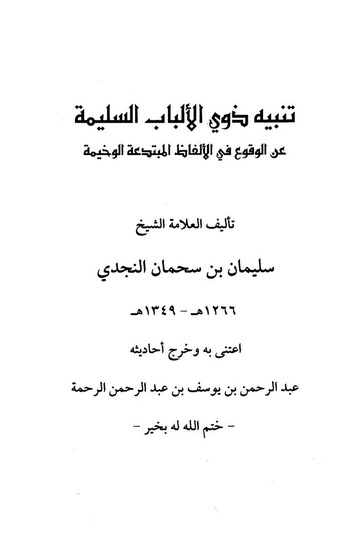 تنبيه ذوي الألباب السليمة
عن الوقوع في الألفاظ المبتدعة الوخيمة
تأليف العلامة الشيخ
سليمان بن سحمان النجدي
١٢٦٦هـ - ١٣٤٩هـ
اعتنى به وخرج أحاديثه
عبد الرحمن بن يوسف بن عبد الرحمن الرحمة
- ختم الله له بخير -